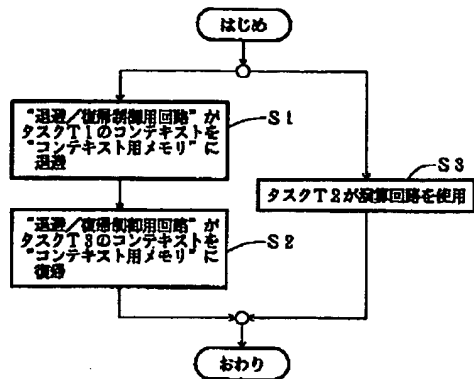 はじめ
"退避/復帰制御用回路"が
タスクT1のコンテキストを
"コンテキスト用メモリ"に
退避
S1
S3
タスクT2が演算回路を使用
"退避/復帰制御用回路"が
タスクT3のコンテキストを
"コンテキスト用メモリ"に
復帰
S2
おわり